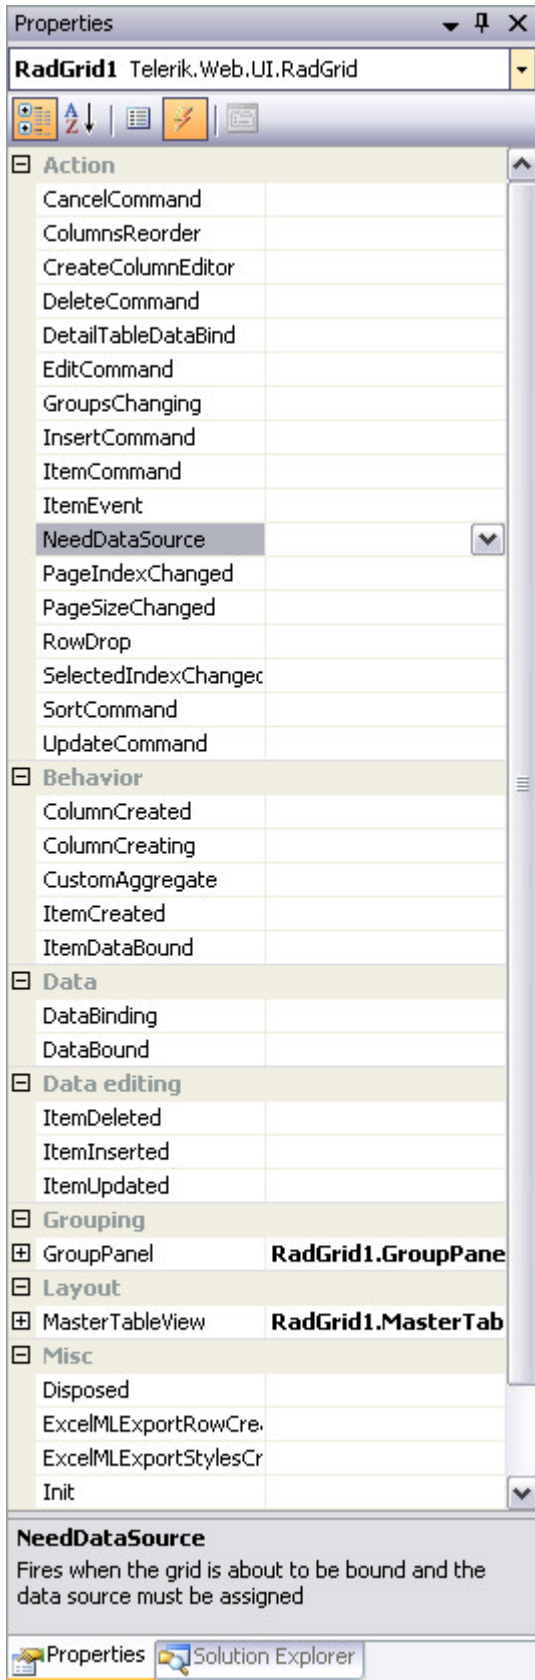 Properties
RadGrid1 Telerik.Web.UI.RadGrid
Action
CancelCommand
ColumnsReorder
CreateColumnEditor
DeleteCommand
DetailTableDataBind
EditCommand
GroupsChanging
InsertCommand
ItemCommand
ItemEvent
NeedDataSource
PageIndexChanged
PageSizeChanged
RowDrop
SelectedIndexChanged
SortCommand
UpdateCommand
Behavior
ColumnCreated
ColumnCreating
CustomAggregate
ItemCreated
ItemDataBound
Data
DataBinding
DataBound
Data editing
ItemDeleted
ItemInserted
ItemUpdated
Grouping
GroupPanel RadGrid1.GroupPane
Layout
MasterTableView RadGrid1.MasterTab
Misc
Disposed
ExcelMLExportRowCrea
ExcelMLExportStylesCr
Init
NeedDataSource
Fires when the grid is about to be bound and the
data source must be assigned
Properties Solution Explorer